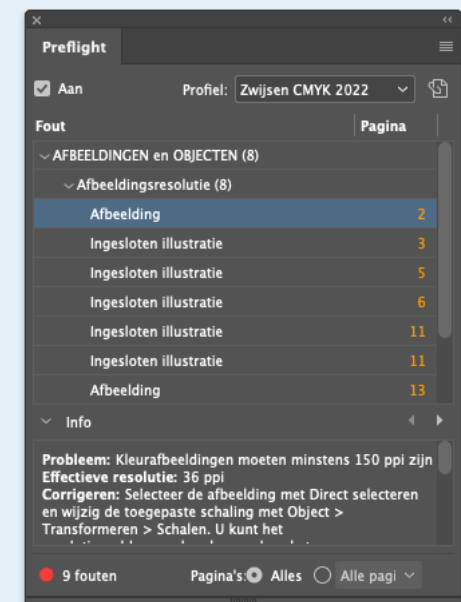 Preflight
Aan Profiel: Zwijsen CMYK 2022
Fout Pagina
AFBEELDINGEN en OBJECTEN (8)
Afbeeldingsresolutie (8)
Afbeelding 2
Ingesloten illustratie 3
Ingesloten illustratie 5
Ingesloten illustratie 6
Ingesloten illustratie 11
Ingesloten illustratie 11
Afbeelding 13
Info
Probleem: Kleurafbeeldingen moeten minstens 150 ppi zijn
Effectieve resolutie: 36 ppi
Corrigeren: Selecteer de afbeelding met Direct selecteren
en wijzig de toegepaste schaling met Object >
Transformeren > Schalen. U kunt het
9 fouten Pagina's: Alles Alle pagi